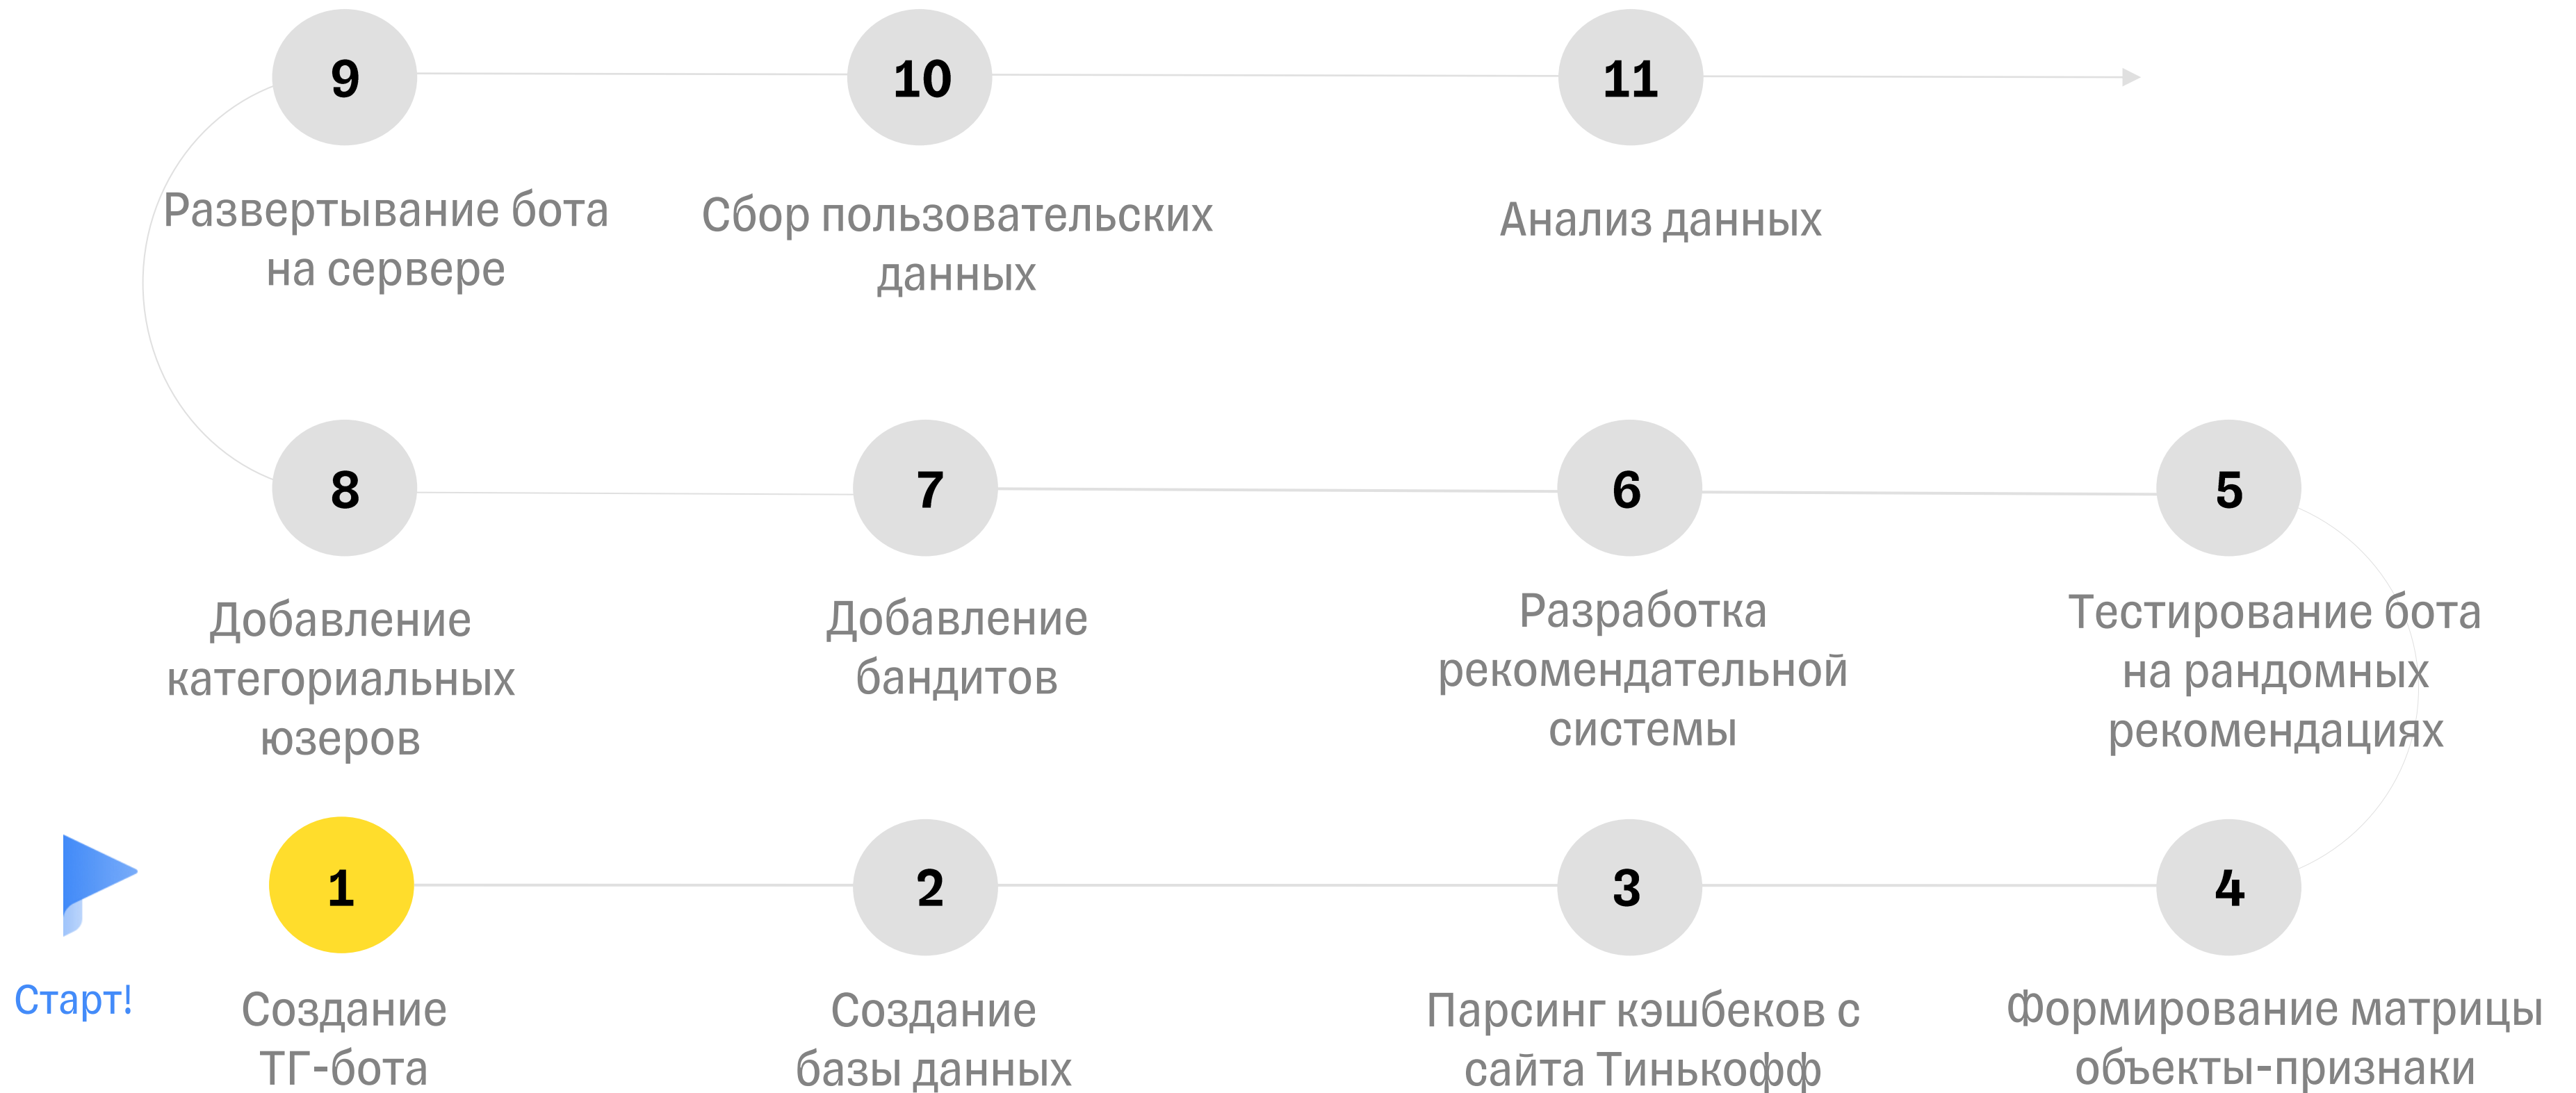 9
10
11
Развертывание бота
на сервере
Сбор пользовательских
данных
Анализ данных
8
7
6
5
Добавление
категориальных
юзеров
Добавление
бандитов
Разработка
рекомендательной
системы
Тестирование бота
на рандомных
рекомендациях
1
2
3
4
Старт!
Создание
ТГ-бота
Создание
базы данных
Парсинг кэшбеков с
сайта Тинькофф
Формирование матрицы
объекты-признаки